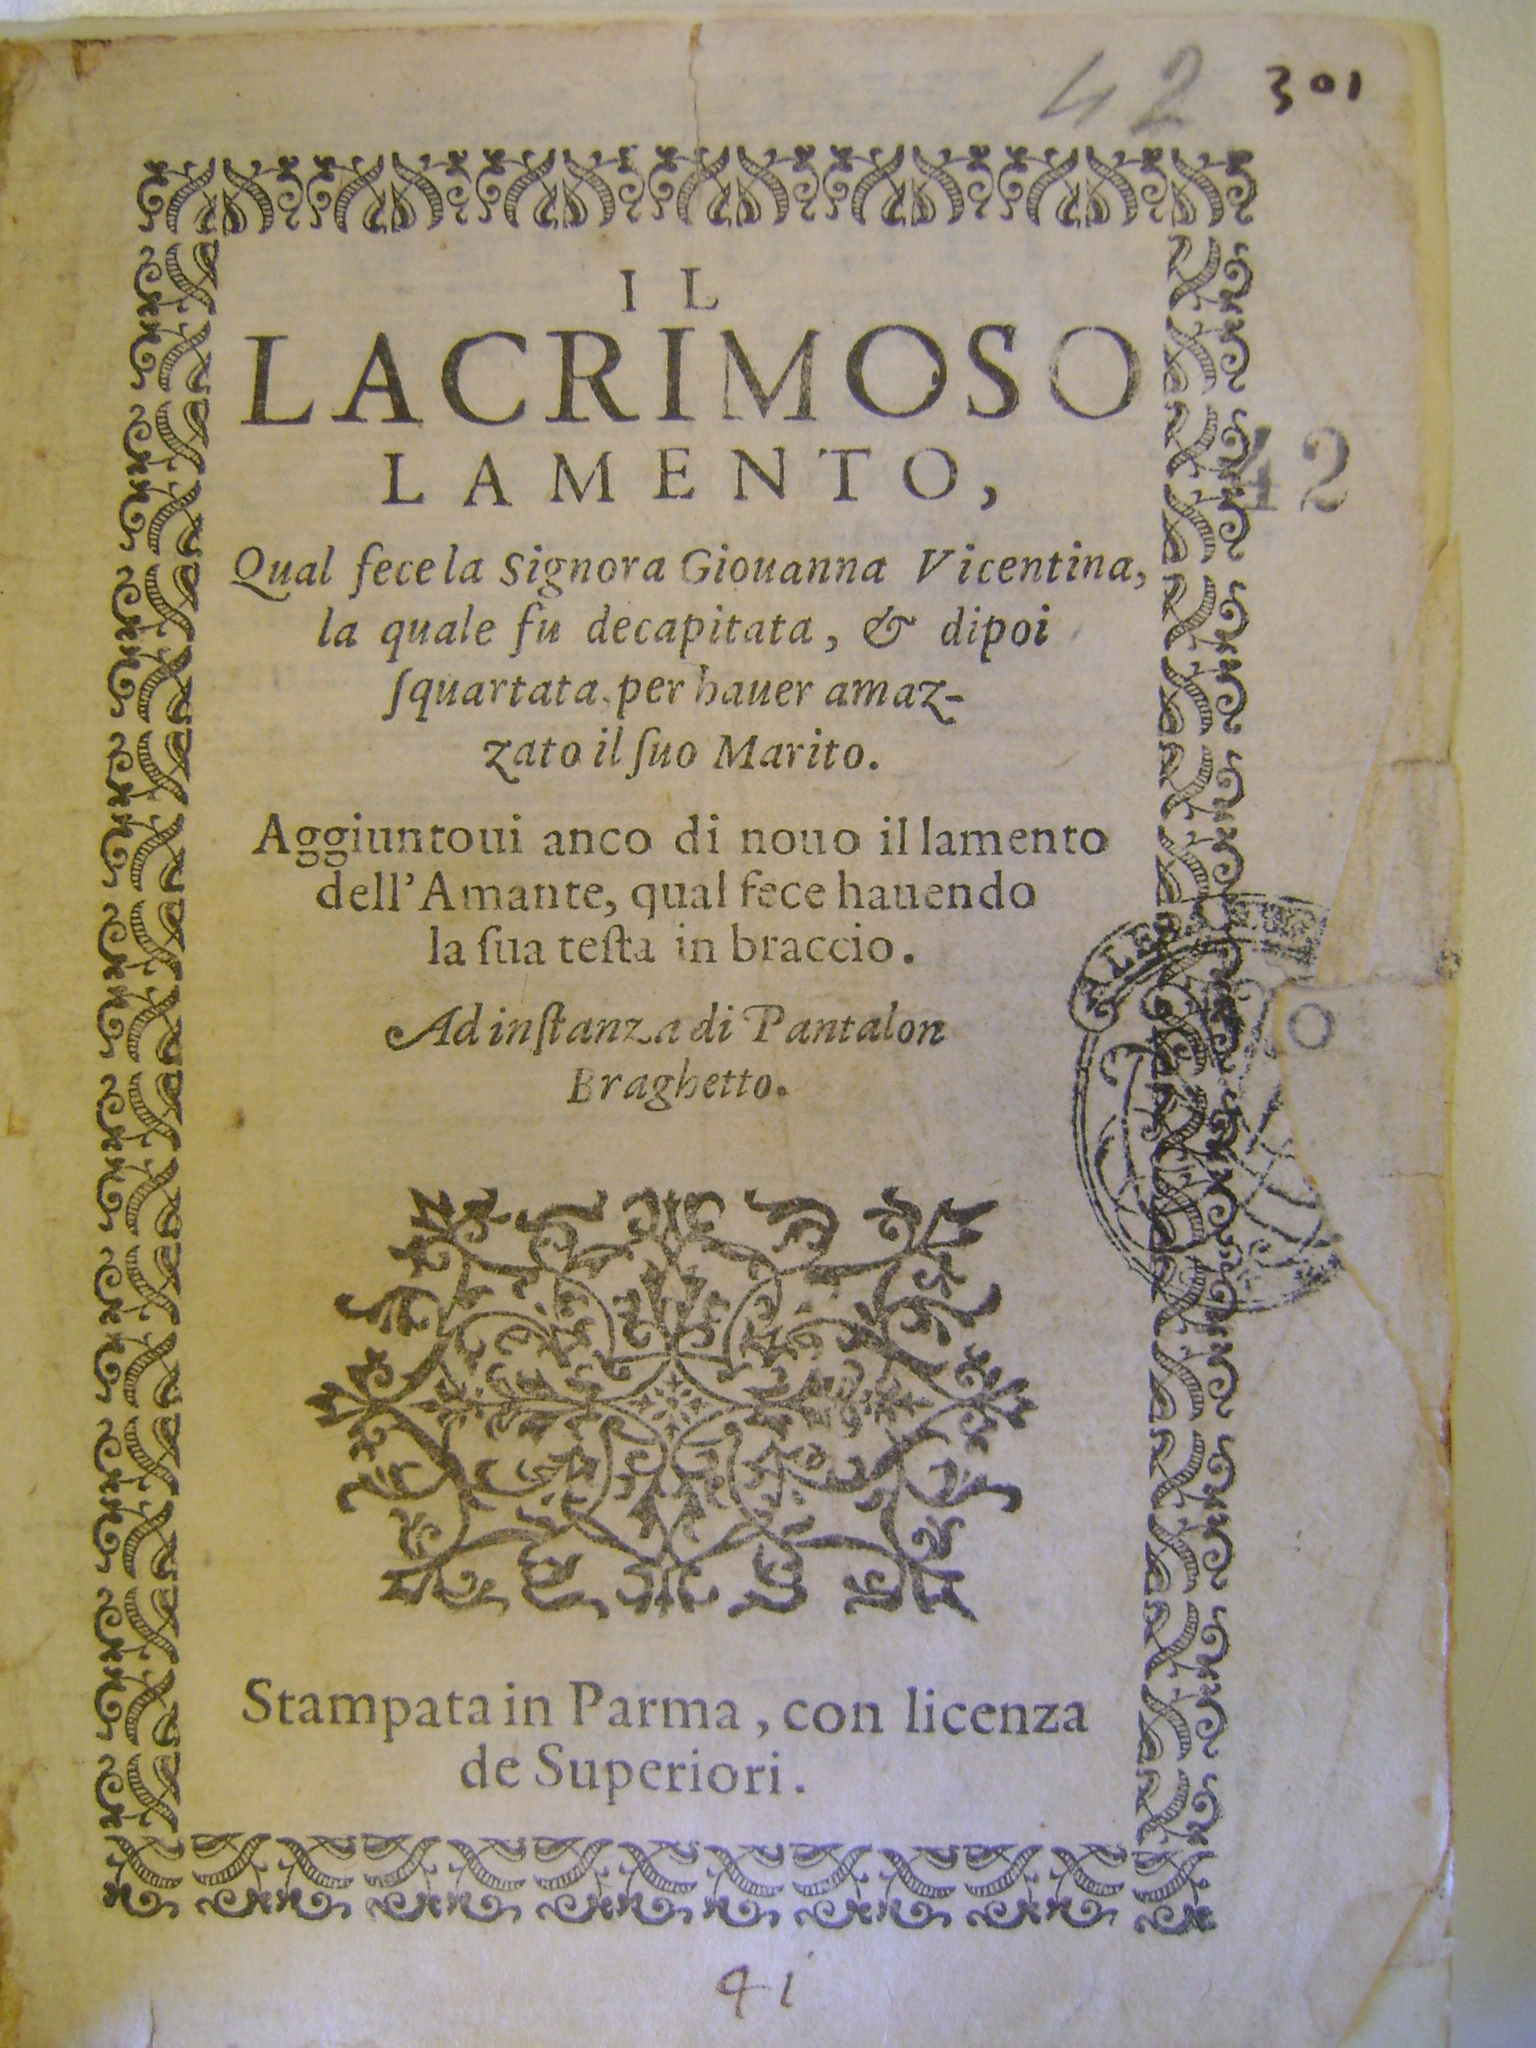 42 301
IL
LACRIMOSO
LAMENTO,
42
Qual fece la Signora Giouanna Vicentina,
la quale fu decapitata, & dipoi
ſquartata per hauer amaz-
zato il ſuo Marito.
Aggiuntoui anco di nouo il lamento
dell'Amante, qual fece hauendo
la ſua teſta in braccio.
Ad inſtanza di Pantalon
Braghetto.
Stampata in Parma, con licenza
de Superiori.
41